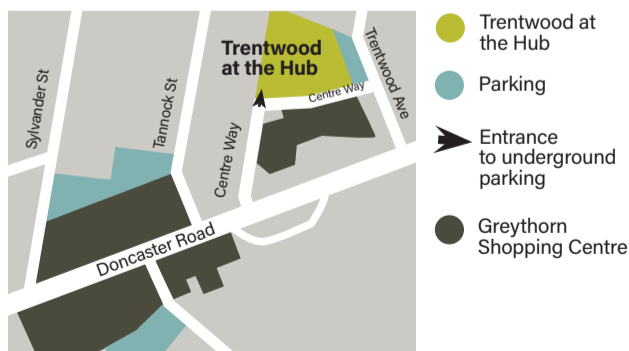 Trentwood
at the Hub
Sylvander St
Tannock St
Centre Way
Centre Way
Trentwood Ave
Doncaster Road
Trentwood at
the Hub
Parking
Entrance
to underground
parking
Greythorn
Shopping Centre